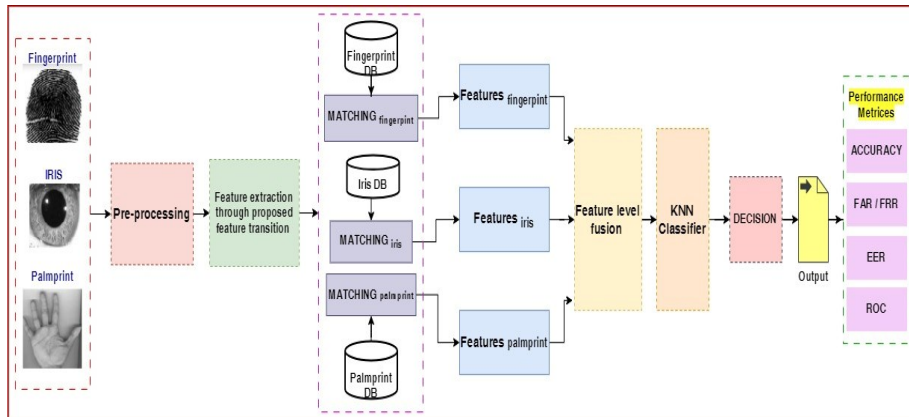 Fingerprint
IRIS
Palmprint
Pre-processing
Feature extraction
through proposed
feature transition
Fingerprint
DB
MATCHING fingerpint
Iris DB
MATCHING iris
MATCHING palmprint
Palmprint
DB
Features fingerpint
Features iris
Features palmprint
Feature level
fusion
KNN
Classifier
DECISION
Output
Performance
Metrices
ACCURACY
FAR / FRR
EER
ROC